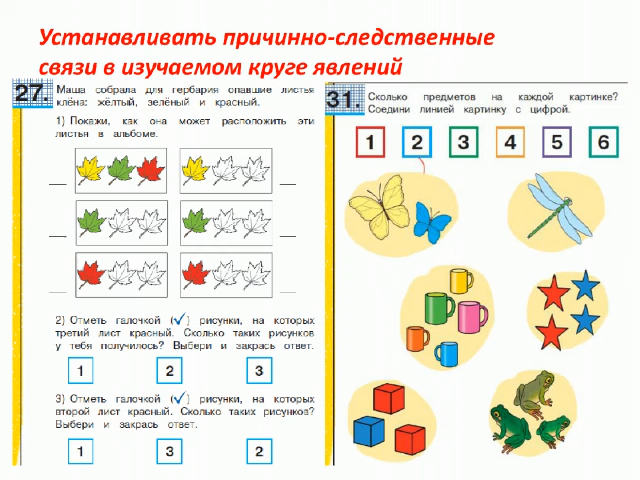 Устанавливать причинно-следственные
связи в изучаемом круге явлений
27.
Маша собрала для гербария опавшие листья
клёна: жёлтый, зелёный и красный.
1) Покажи, как она может расположить эти
листья в альбоме.
2) Отметь галочкой (✓) рисунки, на которых
третий лист красный. Сколько таких рисунков
у тебя получилось? Выбери и закрась ответ.
1 2 3
3) Отметь галочкой (✓) рисунки, на которых
второй лист красный. Сколько таких рисунков?
Выбери и закрась ответ.
1 3 2
31.
Сколько предметов на каждой картинке?
Соедини линией картинку с цифрой.
1 2 3 4 5 6